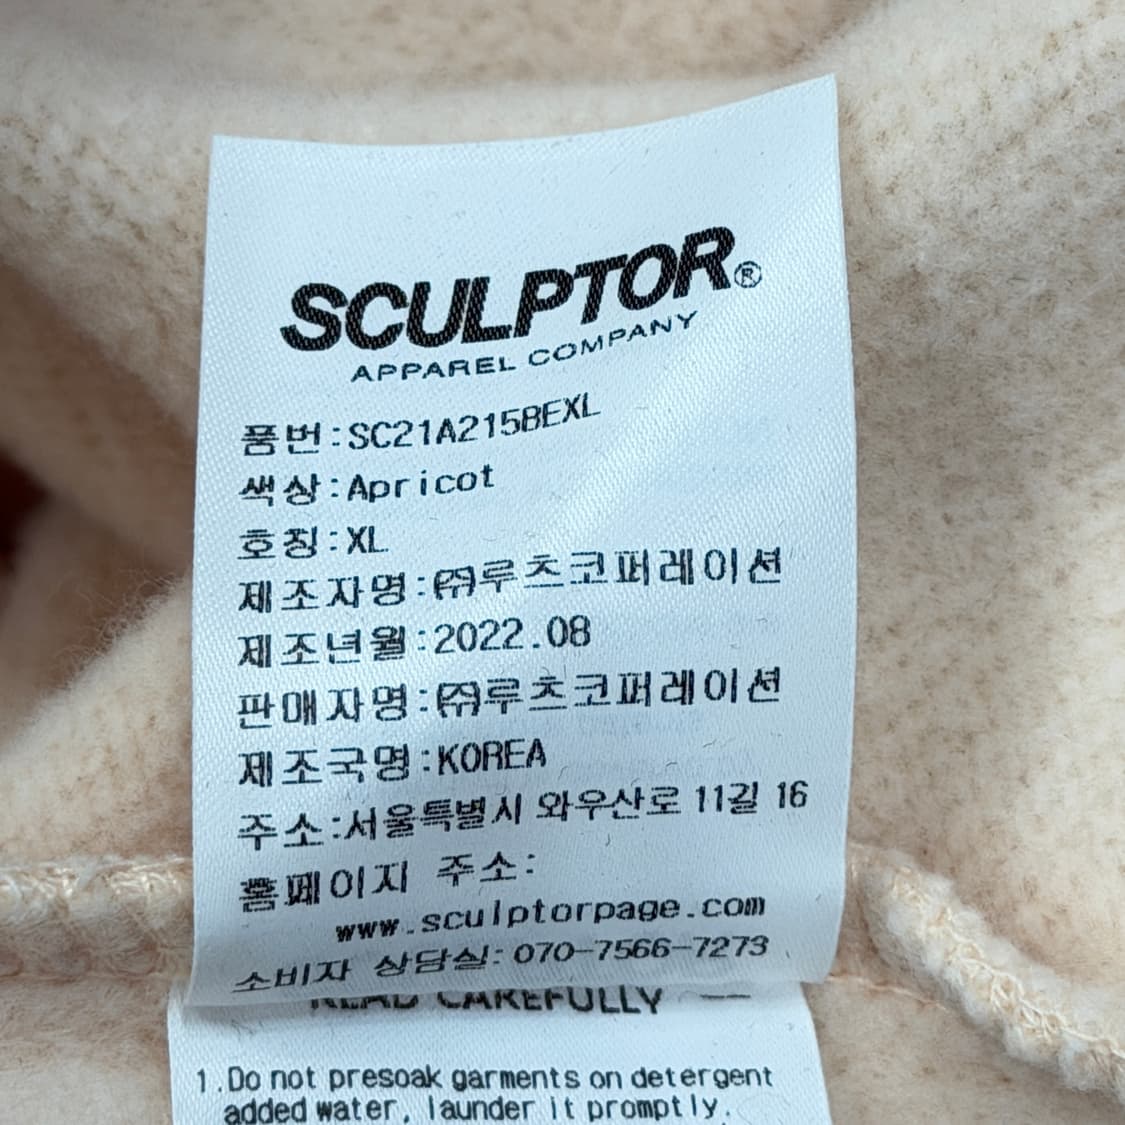 SCULPTOR®
APPAREL COMPANY
품번:SC21A215BEXL
색상:Apricot
호칭:XL
제조자명:㈜루츠코퍼레이션
제조년월:2022.08
판매자명:㈜루츠코퍼레이션
제조국명:KOREA
주소:서울특별시 와우산로 11길 16
홈페이지 주소:
www.sculptorpage.com
소비자 상담실:070-7566-7273
READ CAREFULLY
1.Do not presoak garments on detergent
added water, launder it promptly.